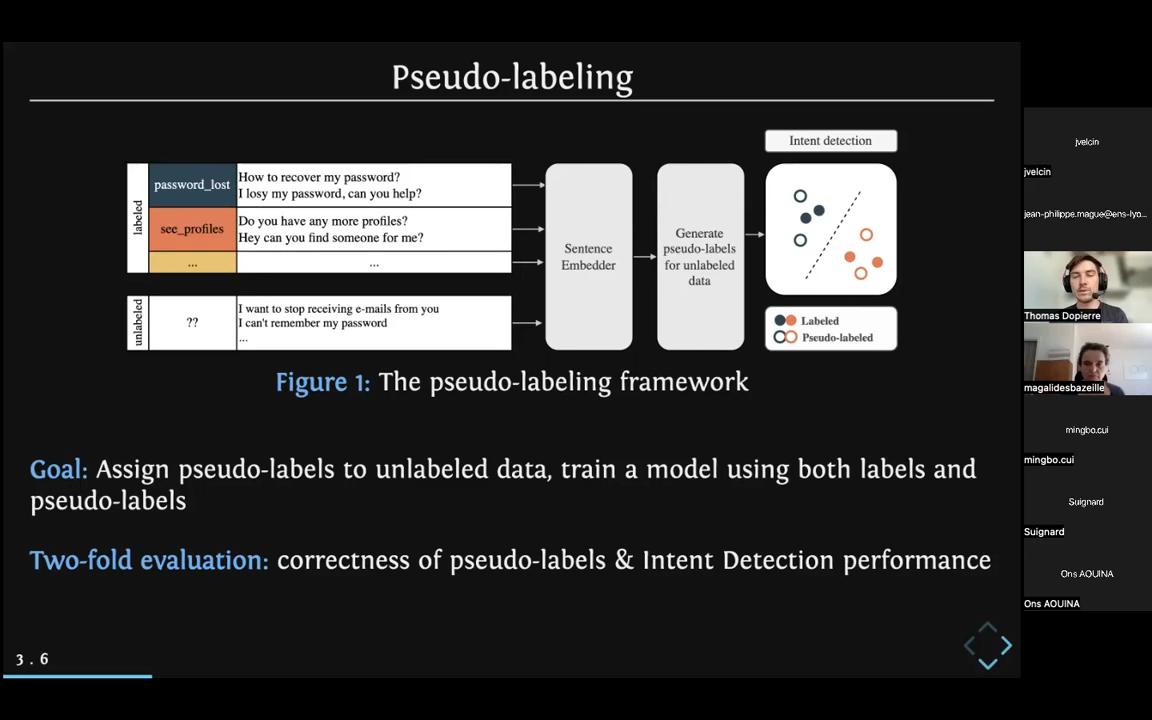 Pseudo-labeling
Intent detection
labeled
password_lost
How to recover my password?
I losy my password, can you help?
see_profiles
Do you have any more profiles?
Hey can you find someone for me?
...
...
unlabeled
??
I want to stop receiving e-mails from you
I can't remember my password
...
Sentence
Embedder
Generate
pseudo-labels
for unlabeled
data
Labeled
Pseudo-labeled
Figure 1: The pseudo-labeling framework
Goal: Assign pseudo-labels to unlabeled data, train a model using both labels and
pseudo-labels
Two-fold evaluation: correctness of pseudo-labels & Intent Detection performance
3 . 6
jvelcin
jvelcin
jean-philippe.mague@ens-lyo...
Thomas Dopierre
magalidesbazeille
mingbo.cui
mingbo.cui
Suignard
Suignard
Ons AOUINA
Ons AOUINA